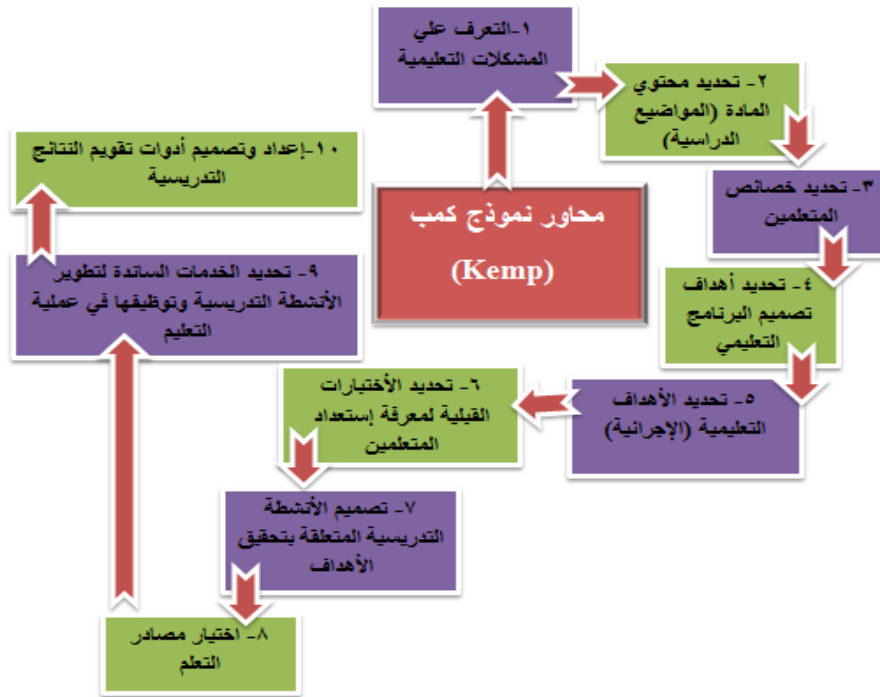 ١-التعرف علي
المشكلات التعليمية
٢- تحديد محتوي
المادة (المواضيع
الدراسية)
٣- تحديد خصائص
المتعلمين
٤- تحديد أهداف
تصميم البرنامج
التعليمي
٥- تحديد الأهداف
التعليمية (الإجرائية)
٦- تحديد الأختبارات
القبلية لمعرفة إستعداد
المتعلمين
٧- تصميم الأنشطة
التدريسية المتعلقة بتحقيق
الأهداف
٨- اختيار مصادر
التعلم
٩- تحديد الخدمات الساندة لتطوير
الأنشطة التدريسية وتوظيفها في عملية
التعليم
١٠-إعداد وتصميم أدوات تقويم النتائج
التدريسية
محاور نموذج كمب
(Kemp)